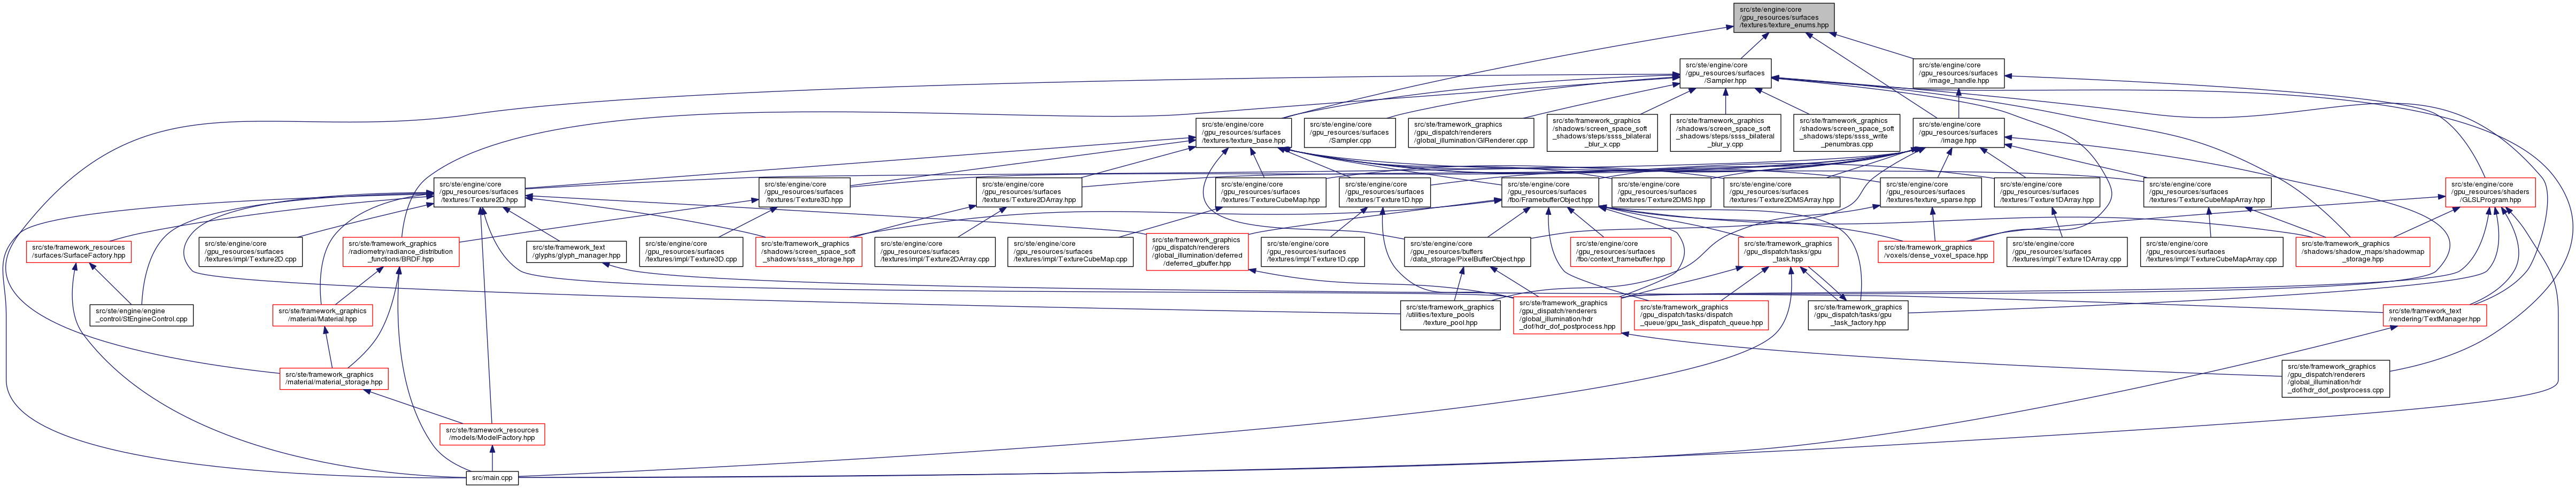 src/ste/engine/core
/gpu_resources/surfaces
/textures/texture_enums.hpp
src/ste/engine/core
/gpu_resources/surfaces
/Sampler.hpp
src/ste/engine/core
/gpu_resources/surfaces
/image_handle.hpp
src/ste/engine/core
/gpu_resources/surfaces
/textures/texture_base.hpp
src/ste/engine/core
/gpu_resources/surfaces
/Sampler.cpp
src/ste/framework_graphics
/gpu_dispatch/renderers
/global_illumination/GIRenderer.cpp
src/ste/framework_graphics
/shadows/screen_space_soft
_shadows/steps/ssss_bilateral
_blur_x.cpp
src/ste/framework_graphics
/shadows/screen_space_soft
_shadows/steps/ssss_bilateral
_blur_y.cpp
src/ste/framework_graphics
/shadows/screen_space_soft
_shadows/steps/ssss_write
_penumbras.cpp
src/ste/engine/core
/gpu_resources/surfaces
/image.hpp
src/ste/engine/core
/gpu_resources/surfaces
/textures/Texture2D.hpp
src/ste/engine/core
/gpu_resources/surfaces
/textures/Texture3D.hpp
src/ste/engine/core
/gpu_resources/surfaces
/textures/Texture2DArray.hpp
src/ste/engine/core
/gpu_resources/surfaces
/textures/TextureCubeMap.hpp
src/ste/engine/core
/gpu_resources/surfaces
/textures/Texture1D.hpp
src/ste/engine/core
/gpu_resources/surfaces
/fbo/FramebufferObject.hpp
src/ste/engine/core
/gpu_resources/surfaces
/textures/Texture2DMS.hpp
src/ste/engine/core
/gpu_resources/surfaces
/textures/Texture2DMSArray.hpp
src/ste/engine/core
/gpu_resources/surfaces
/textures/texture_sparse.hpp
src/ste/engine/core
/gpu_resources/surfaces
/textures/Texture1DArray.hpp
src/ste/engine/core
/gpu_resources/surfaces
/textures/TextureCubeMapArray.hpp
src/ste/engine/core
/gpu_resources/shaders
/GLSLProgram.hpp
src/ste/framework_resources
/surfaces/SurfaceFactory.hpp
src/ste/engine/core
/gpu_resources/surfaces
/textures/impl/Texture2D.cpp
src/ste/framework_graphics
/radiometry/radiance_distribution
_functions/BRDF.hpp
src/ste/framework_text
/glyphs/glyph_manager.hpp
src/ste/engine/core
/gpu_resources/surfaces
/textures/impl/Texture3D.cpp
src/ste/framework_graphics
/shadows/screen_space_soft
_shadows/ssss_storage.hpp
src/ste/engine/core
/gpu_resources/surfaces
/textures/impl/Texture2DArray.cpp
src/ste/engine/core
/gpu_resources/surfaces
/textures/impl/TextureCubeMap.cpp
src/ste/framework_graphics
/gpu_dispatch/renderers
/global_illumination/deferred
/deferred_gbuffer.hpp
src/ste/engine/core
/gpu_resources/surfaces
/textures/impl/Texture1D.cpp
src/ste/engine/core
/gpu_resources/buffers
/data_storage/PixelBufferObject.hpp
src/ste/engine/core
/gpu_resources/surfaces
/fbo/context_framebuffer.hpp
src/ste/framework_graphics
/gpu_dispatch/tasks/gpu
_task.hpp
src/ste/framework_graphics
/voxels/dense_voxel_space.hpp
src/ste/engine/core
/gpu_resources/surfaces
/textures/impl/Texture1DArray.cpp
src/ste/engine/core
/gpu_resources/surfaces
/textures/impl/TextureCubeMapArray.cpp
src/ste/framework_graphics
/shadows/shadow_maps/shadowmap
_storage.hpp
src/ste/engine/engine
_control/StEngineControl.cpp
src/ste/framework_graphics
/material/Material.hpp
src/ste/framework_graphics
/utilities/texture_pools
/texture_pool.hpp
src/ste/framework_graphics
/gpu_dispatch/renderers
/global_illumination/hdr
_dof/hdr_dof_postprocess.hpp
src/ste/framework_graphics
/gpu_dispatch/tasks/dispatch
_queue/gpu_task_dispatch_queue.hpp
src/ste/framework_graphics
/gpu_dispatch/tasks/gpu
_task_factory.hpp
src/ste/framework_text
/rendering/TextManager.hpp
src/ste/framework_graphics
/material/material_storage.hpp
src/ste/framework_graphics
/gpu_dispatch/renderers
/global_illumination/hdr
_dof/hdr_dof_postprocess.cpp
src/ste/framework_resources
/models/ModelFactory.hpp
src/main.cpp